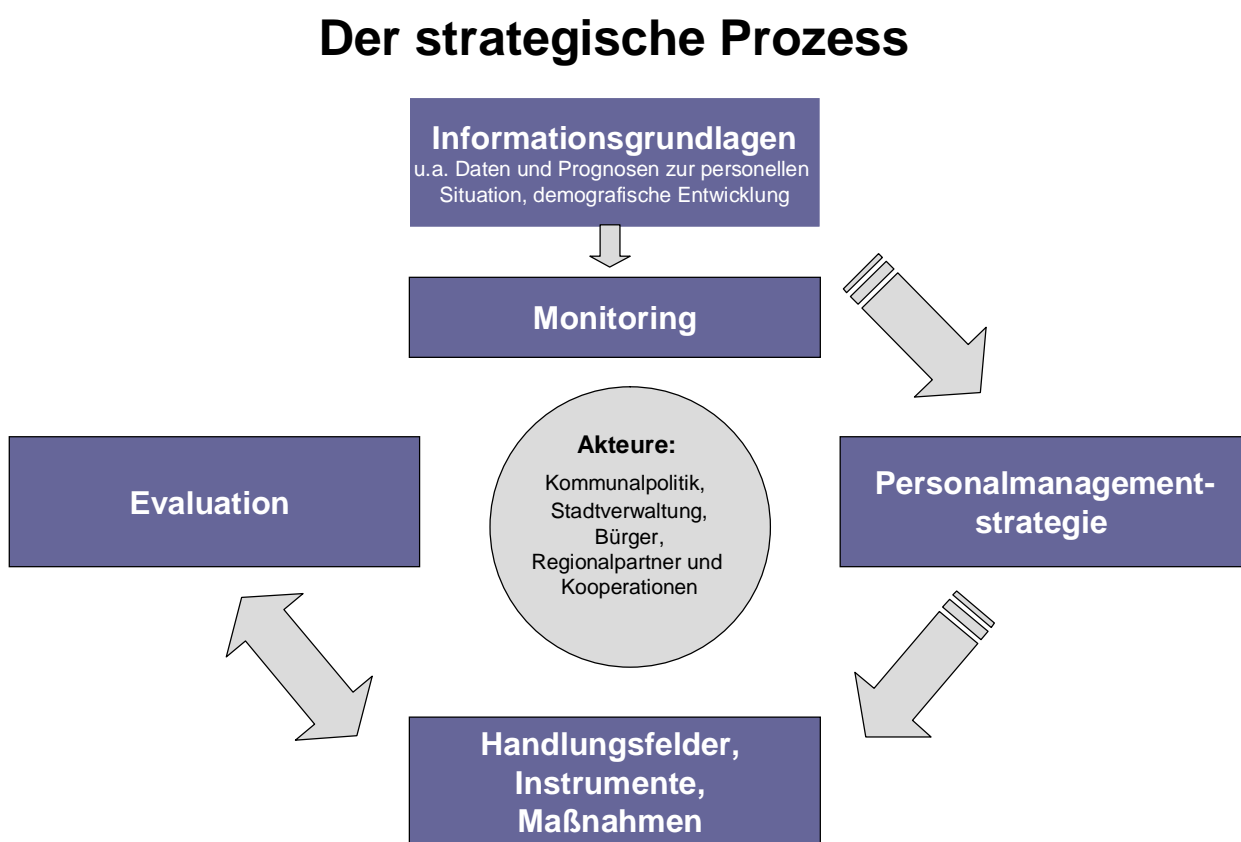 Der strategische Prozess
Informationsgrundlagen
u.a. Daten und Prognosen zur personellen
Situation, demografische Entwicklung
Monitoring
Akteure:
Kommunalpolitik,
Stadtverwaltung,
Bürger,
Regionalpartner und
Kooperationen
Evaluation
Personalmanagement-
strategie
Handlungsfelder,
Instrumente,
Maßnahmen